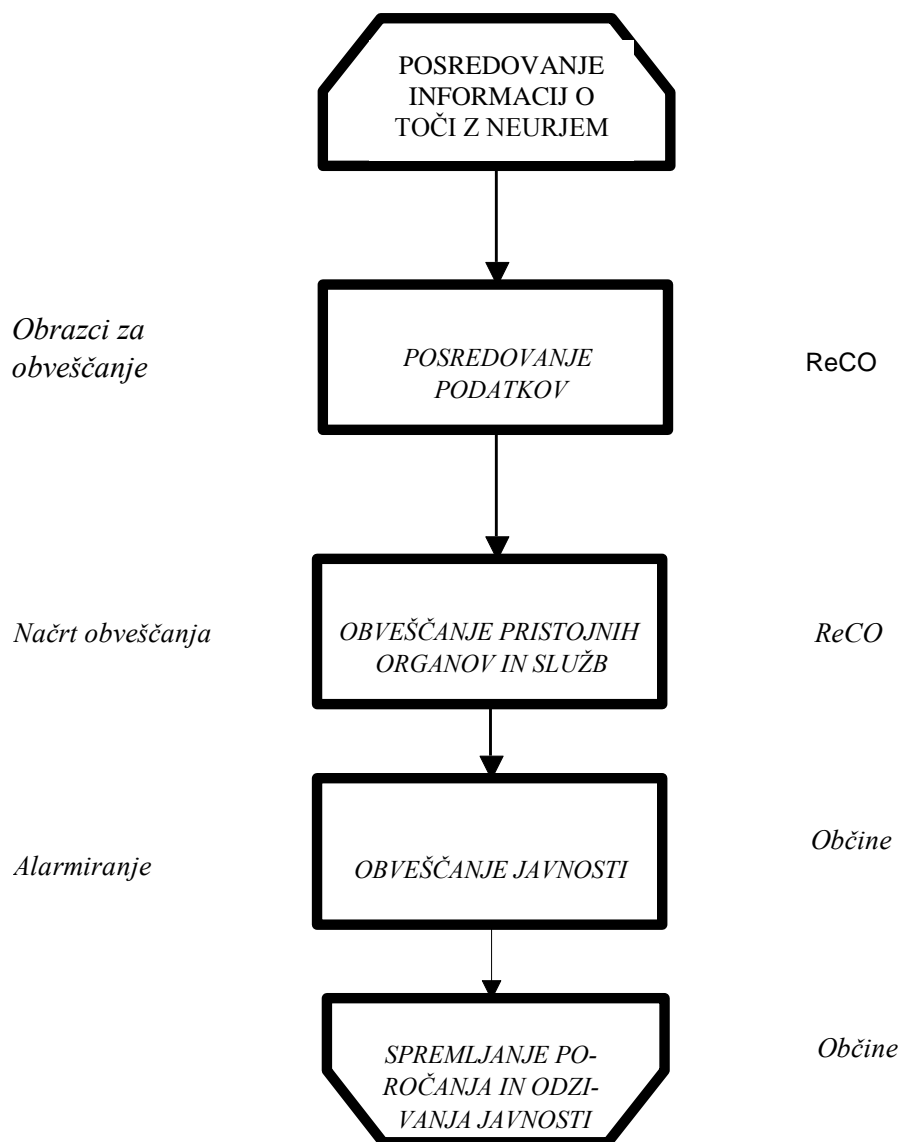 POSREDOVANJE
INFORMACIJ O
TOČI Z NEURJEM
Obrazci za
obveščanje
POSREDOVANJE
PODATKOV
ReCO
Načrt obveščanja
OBVEŠČANJE PRISTOJNIH
ORGANOV IN SLUŽB
ReCO
Alarmiranje
OBVEŠČANJE JAVNOSTI
Občine
SPREMLJANJE PO-
ROČANJA IN ODZI-
VANJA JAVNOSTI
Občine